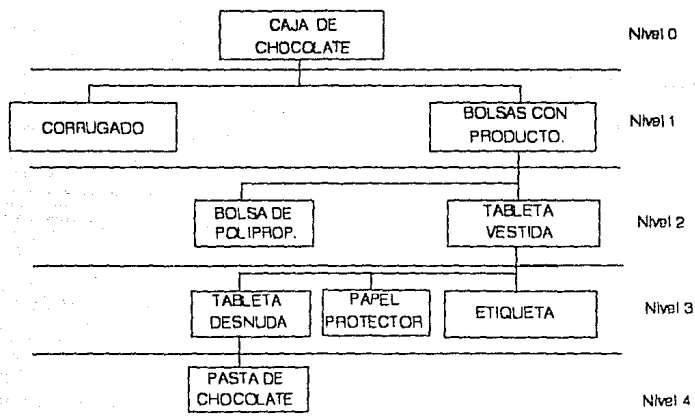 CAJA DE
CHOCOLATE
Nivel 0
CORRUGADO
BOLSAS CON
PRODUCTO.
Nivel 1
BOLSA DE
POLIPROP.
TABLETA
VESTIDA
Nivel 2
TABLETA
DESNUDA
PAPEL
PROTECTOR
ETIQUETA
Nivel 3
PASTA DE
CHOCOLATE
Nivel 4